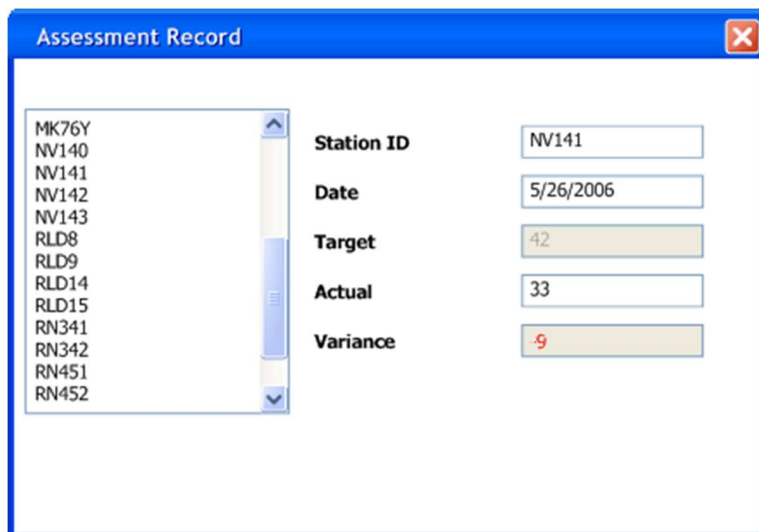 Assessment Record
MK76Y
NV140
NV141
NV142
NV143
RLD8
RLD9
RLD14
RLD15
RN341
RN342
RN451
RN452
Station ID
NV141
Date
5/26/2006
Target
42
Actual
33
Variance
-9